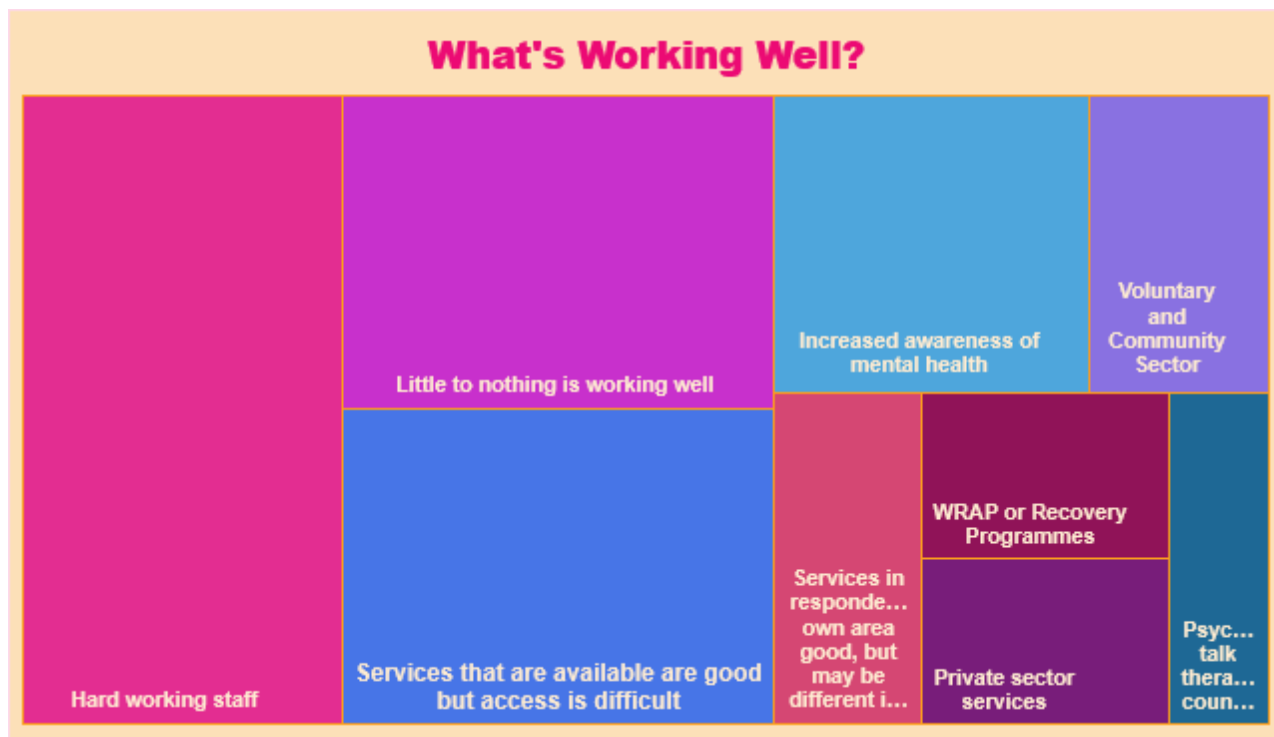 What's Working Well?
Hard working staff
Little to nothing is working well
Services that are available are good
but access is difficult
Increased awareness of
mental health
Voluntary
and
Community
Sector
Services in
responde...
own area
good, but
may be
different i...
WRAP or Recovery
Programmes
Private sector
services
Psyc...
talk
thera...
coun...